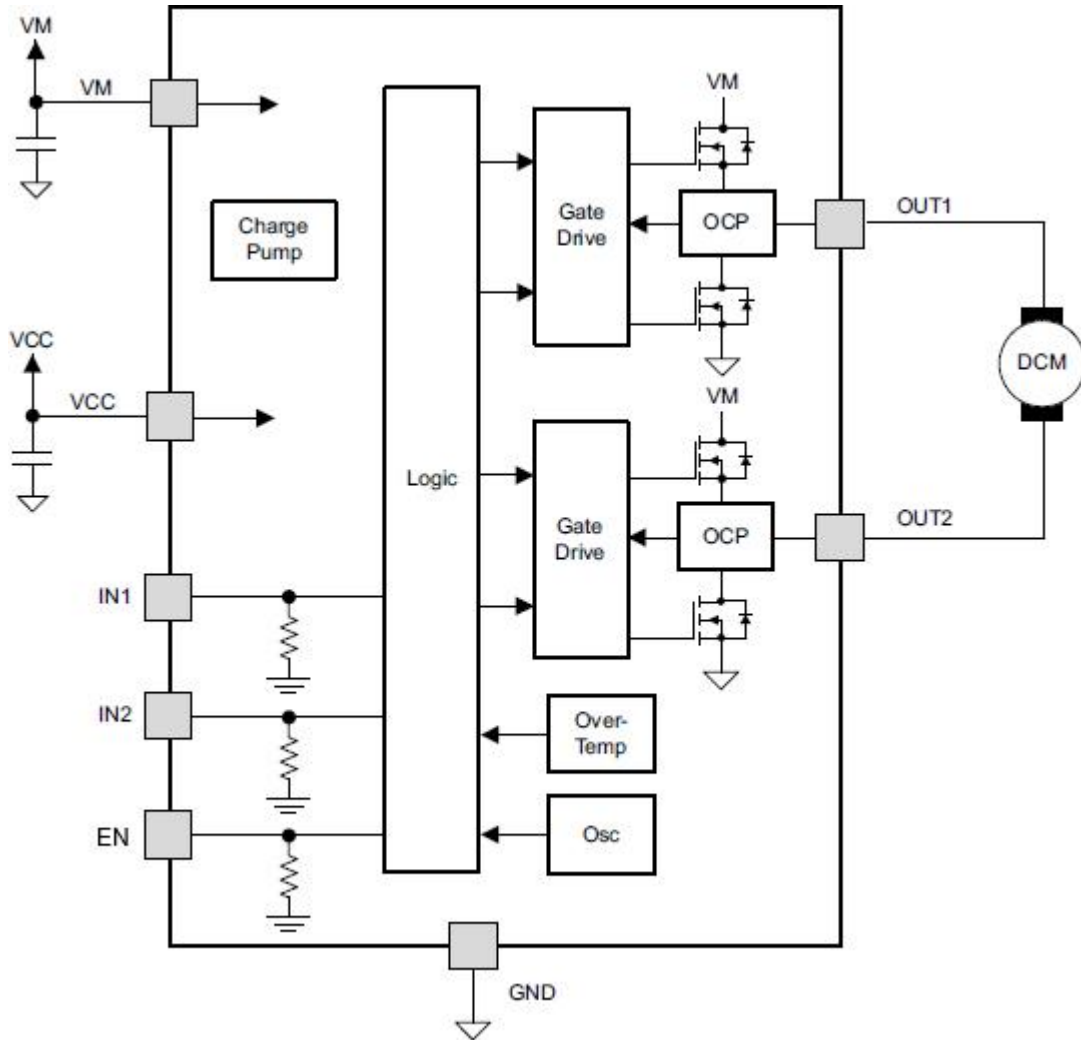 VM
VM
Charge
Pump
VCC
VCC
IN1
IN2
EN
Logic
Gate
Drive
VM
OCP
OUT1
DCM
Gate
Drive
VM
OCP
OUT2
Over-
Temp
Osc
GND